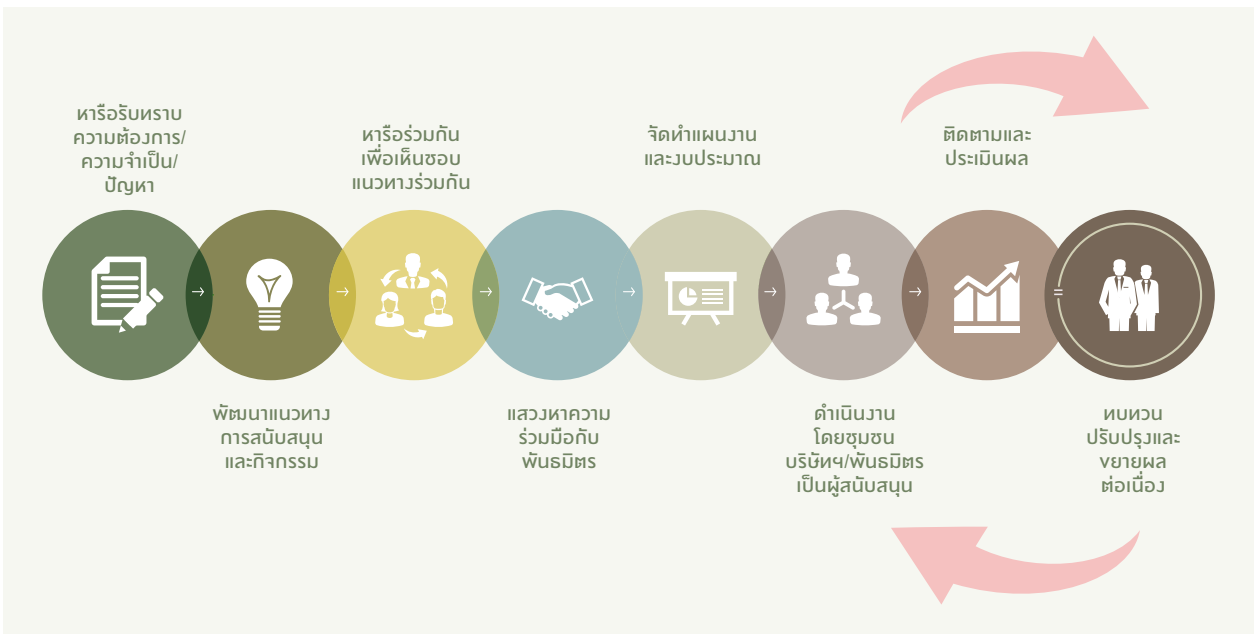 หารือรับทราบ
ความต้องการ/
ความจำเป็น/
ปัญหา
→
พัฒนาแนวทาง
การสนับสนุน
และกิจกรรม
→
หารือร่วมกัน
เพื่อเห็นชอบ
แนวทางร่วมกัน
→
แสวงหาความ
ร่วมมือกับ
พันธมิตร
→
จัดทำแผนงาน
และงบประมาณ
→
ดำเนินงาน
โดยชุมชน
บริษัทฯ/พันธมิตร
เป็นผู้สนับสนุน
→
ติดตามและ
ประเมินผล
=
ทบทวน
ปรับปรุงและ
ขยายผล
ต่อเนื่อง